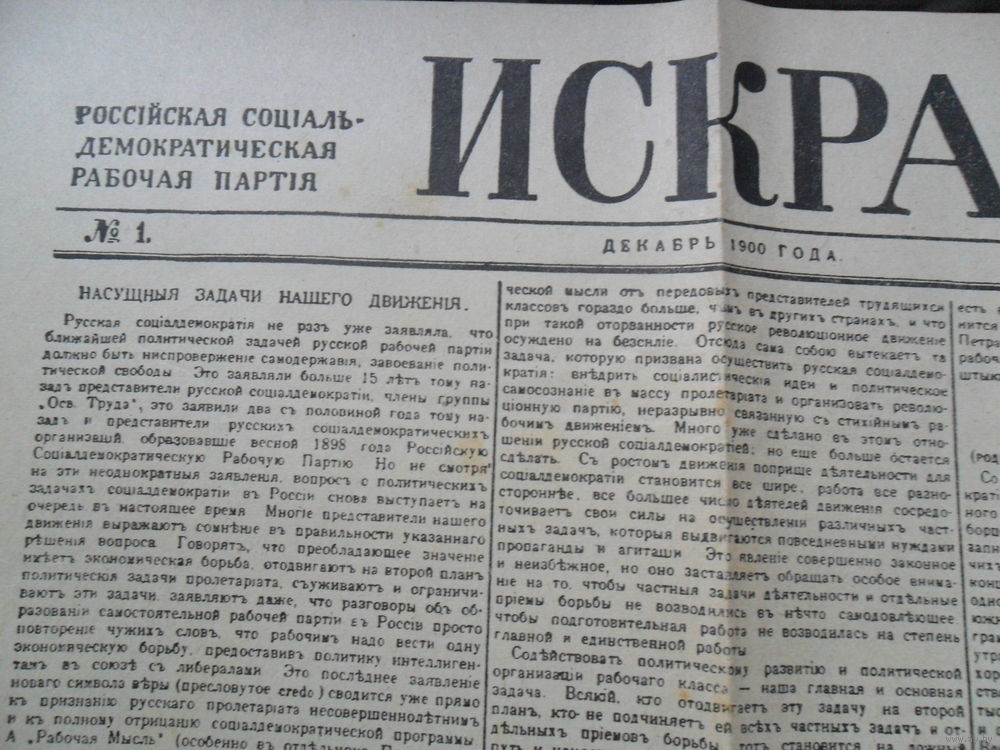 РОССІЙСКАЯ СОЦІАЛЬ-
ДЕМОКРАТИЧЕСКАЯ
РАБОЧАЯ ПАРТІЯ
ИСКРА
№ 1.
ДЕКАБРЬ 1900 ГОДА.
НАСУЩНЫЯ ЗАДАЧИ НАШЕГО ДВИЖЕНІЯ.
Русская соціалдемократія не разъ уже заявляла, что
ближайшей политической задачей русской рабочей партіи
должно быть ниспроверженіе самодержавія, завоеваніе поли-
тической свободы Это заявляли больше 15 лѣтъ тому на-
задъ представители русской соціалдемократіи, члены группы
„Осв. Труда“, это заявили два съ половиной года тому на-
задъ и представители русскихъ соціалдемократическихъ
организацій, образовавшіе весной 1898 года Россійскую
Соціалдемократическую Рабочую Партію Но не смотря
на эти неоднократныя заявленія, вопросъ о политическихъ
задачахъ соціалдемократіи въ Россіи снова выступаетъ на
очередь въ настоящее время Многіе представители нашего
движенія выражаютъ сомнѣніе въ правильности указаннаго
рѣшенія вопроса. Говорятъ, что преобладающее значеніе
имѣетъ экономическая борьба, отодвигаютъ на второй планъ
политическія задачи пролетаріата, съуживаютъ и ограничи-
ваютъ эти задачи, заявляютъ даже, что разговоры объ об-
разованіи самостоятельной рабочей партіи въ Россіи просто
повтореніе чужихъ словъ, что рабочимъ надо вести одну
экономическую борьбу, предоставивъ политику интеллиген-
тамъ въ союзѣ съ либералами Это послѣднее заявленіе
новаго символа вѣры (пресловутое credo) сводится уже прямо
къ признанію русскаго пролетаріата несовершеннолѣтнимъ
и къ полному отрицанію соціалдемократической программы
А „Рабочая Мысль“ (особенно въ отдѣльномъ
ческой мысли отъ передовыхъ представителей трудящихся
классовъ гораздо больше, чѣмъ въ другихъ странахъ, и что
при такой оторванности русское революціонное движеніе
осуждено на безсиліе. Отсюда сама собою вытекаетъ та
задача, которую призвана осуществить русская соціалдемо-
кратія: внѣдрить соціалистическія идеи и политическое
самосознаніе въ массу пролетаріата и организовать револю-
ціонную партію, неразрывно связанную съ стихійнымъ ра-
бочимъ движеніемъ. Много уже сдѣлано въ этомъ отно-
шеніи русской соціалдемократіей; но еще больше остается
сдѣлать. Съ ростомъ движенія поприще дѣятельности для
соціалдемократіи становится все шире, работа все разно-
стороннѣе, все большее число дѣятелей движенія сосредо-
точиваетъ свои силы на осуществленіи различныхъ част-
ныхъ задачъ, которыя выдвигаются повседневными нуждами
пропаганды и агитаціи Это явленіе совершенно законное
и неизбѣжное, но оно заставляетъ обращать особое внима-
ніе на то, чтобы частныя задачи дѣятельности и отдѣльные
пріемы борьбы не возводились въ нѣчто самодовлѣющее,
чтобы подготовительная работа не возводилась на степень
главной и единственной работы
Содѣйствовать политическому развитію и политической
организаціи рабочаго класса — наша главная и основная
задача. Всякій, кто отодвигаетъ эту задачу на второй
планъ, кто не подчиняетъ ей всѣхъ частныхъ задачъ и от-
дѣльныхъ пріемовъ борьбы, тотъ становится на
есть
нится
Петра
рабоч
штык
(род
Со